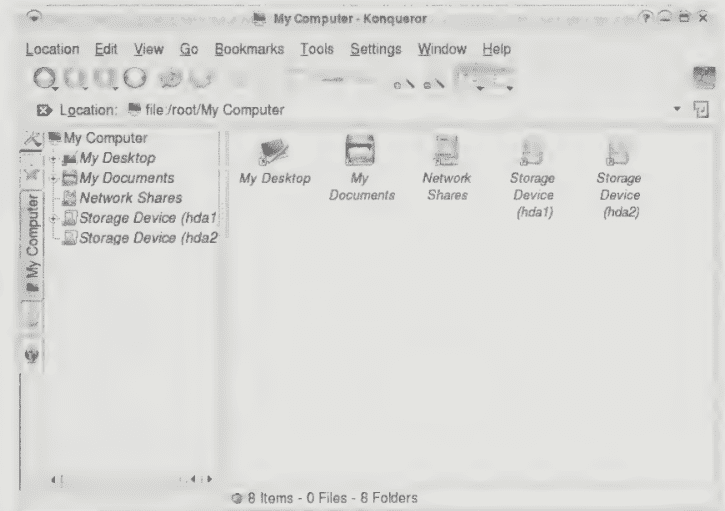 My Computer - Konqueror
Location Edit View Go Bookmarks Tools Settings Window Help
Location: file:/root/My Computer
My Computer
My Desktop
My Documents
Network Shares
Storage Device (hda1
Storage Device (hda2
My Computer
My Desktop
My
Documents
Network
Shares
Storage
Device
(hda1)
Storage
Device
(hda2)
8 Items - 0 Files - 8 Folders